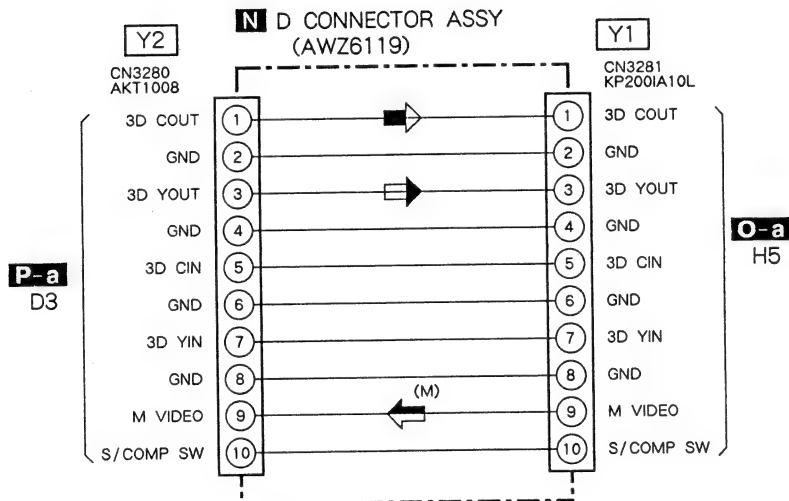 N D CONNECTOR ASSY
(AWZ6119)
Y2
CN3280
AKT1008
Y1
CN3281
KP200IA10L
3D COUT 1 1 3D COUT
GND 2 2 GND
3D YOUT 3 3 3D YOUT
GND 4 4 GND
3D CIN 5 5 3D CIN
GND 6 6 GND
3D YIN 7 7 3D YIN
GND 8 8 GND
(M)
M VIDEO 9 9 M VIDEO
S/COMP SW 10 10 S/COMP SW
P-a
D3
O-a
H5